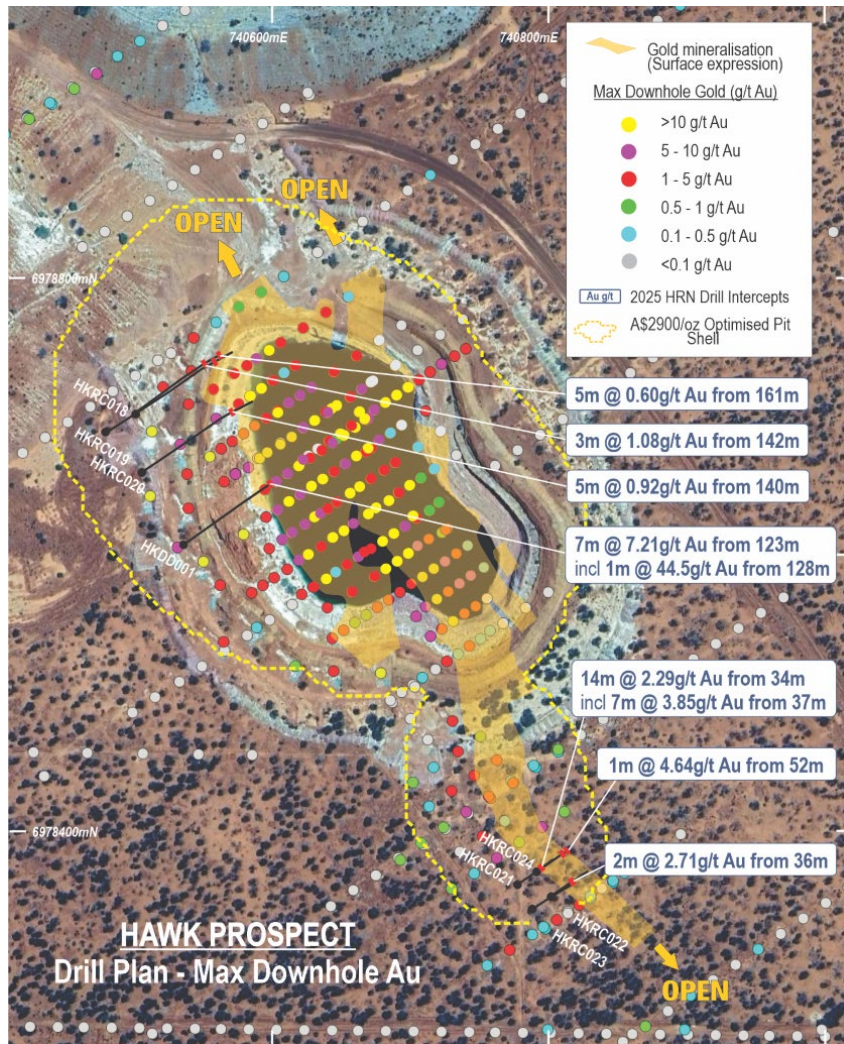 740600mE
740800mE
Gold mineralisation
(Surface expression)
Max Downhole Gold (g/t Au)
>10 g/t Au
5 - 10 g/t Au
1 - 5 g/t Au
0.5 - 1 g/t Au
0.1 - 0.5 g/t Au
<0.1 g/t Au
Au g/t 2025 HRN Drill Intercepts
A$2900/oz Optimised Pit
Shell
OPEN
OPEN
6978800mN
HKRC018
HKRC019
HKRC020
HKDD001
5m @ 0.60g/t Au from 161m
3m @ 1.08g/t Au from 142m
5m @ 0.92g/t Au from 140m
7m @ 7.21g/t Au from 123m
incl 1m @ 44.5g/t Au from 128m
14m @ 2.29g/t Au from 34m
incl 7m @ 3.85g/t Au from 37m
1m @ 4.64g/t Au from 52m
2m @ 2.71g/t Au from 36m
6978400mN
HKRC024
HKRC021
HKRC022
HKRC023
HAWK PROSPECT
Drill Plan - Max Downhole Au
OPEN